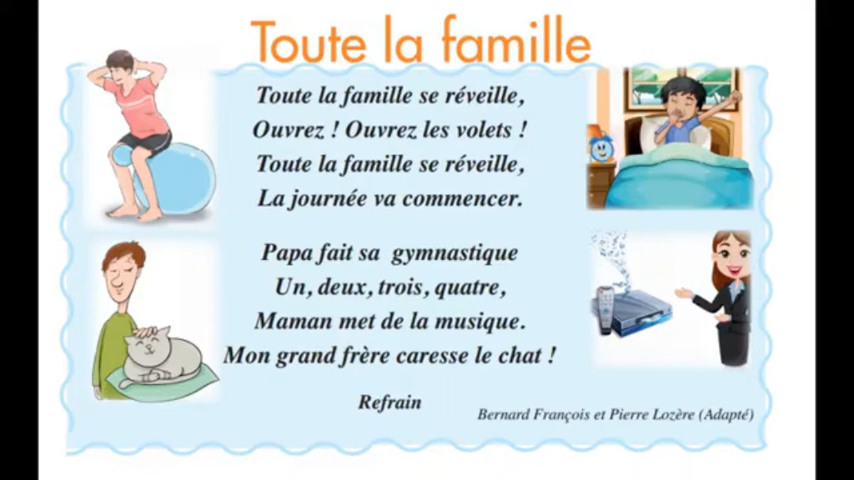 Toute la famille
Toute la famille se réveille,
Ouvrez ! Ouvrez les volets !
Toute la famille se réveille,
La journée va commencer.
Papa fait sa gymnastique
Un, deux, trois, quatre,
Maman met de la musique.
Mon grand frère caresse le chat !
Refrain
Bernard François et Pierre Lozère (Adapté)